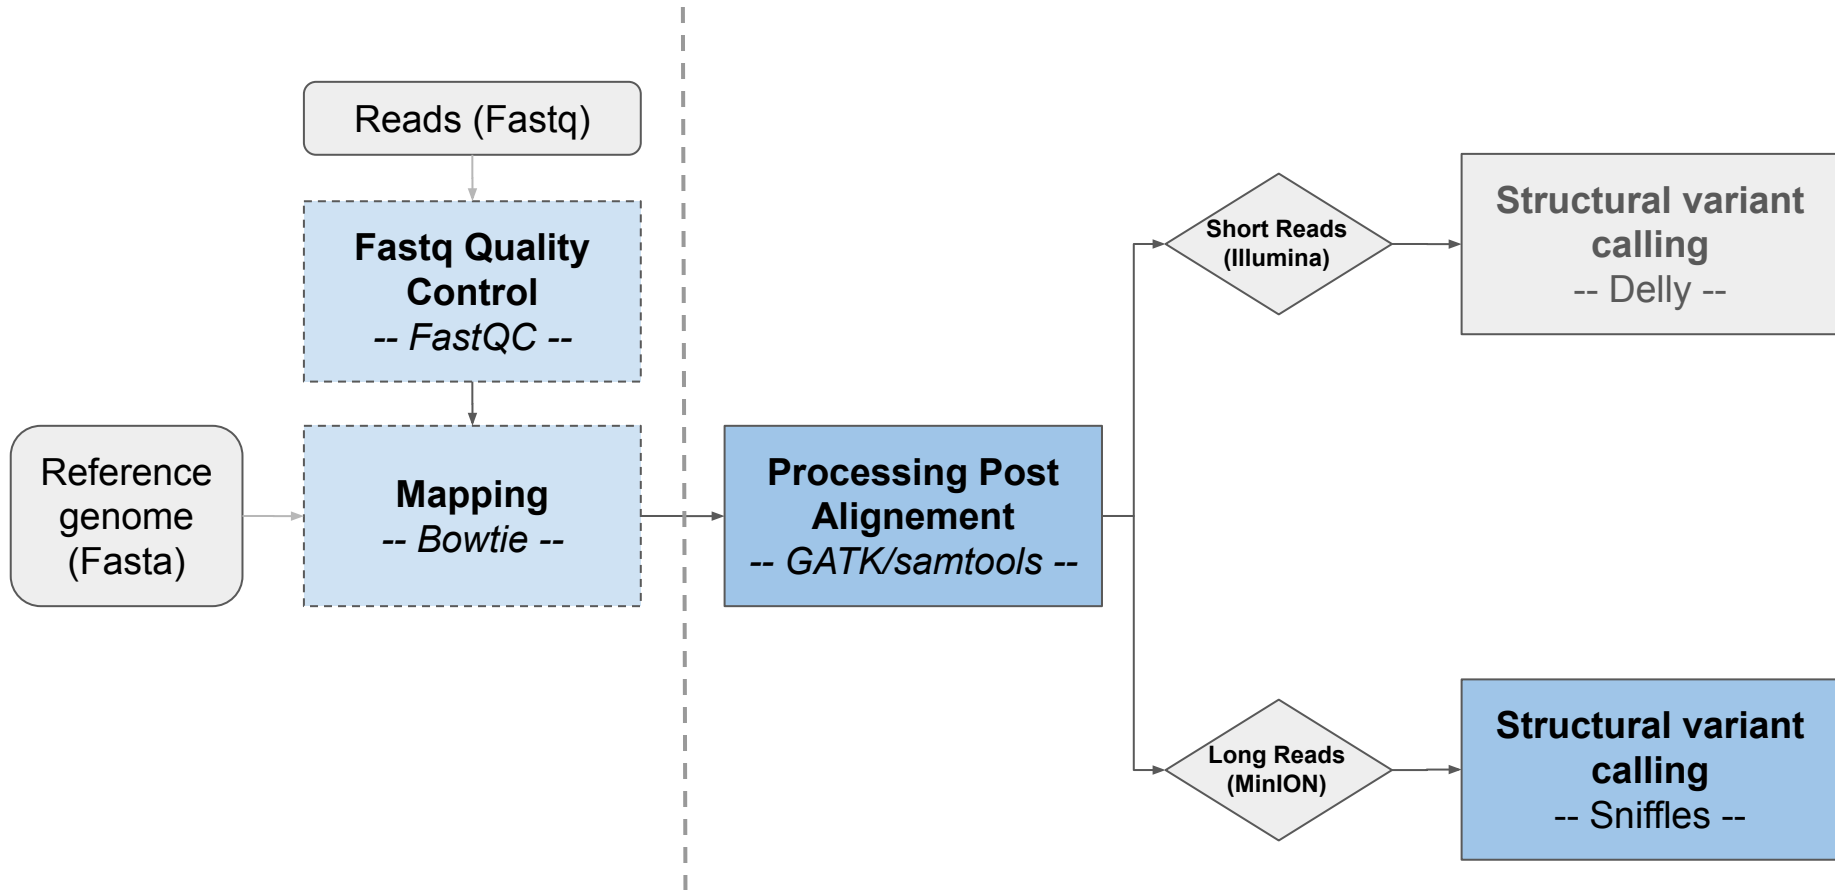 Reads (Fastq)
Fastq Quality
Control
-- FastQC --
Reference
genome
(Fasta)
Mapping
-- Bowtie --
Processing Post
Alignement
-- GATK/samtools --
Short Reads
(Illumina)
Structural variant
calling
-- Delly --
Long Reads
(MinION)
Structural variant
calling
-- Sniffles --